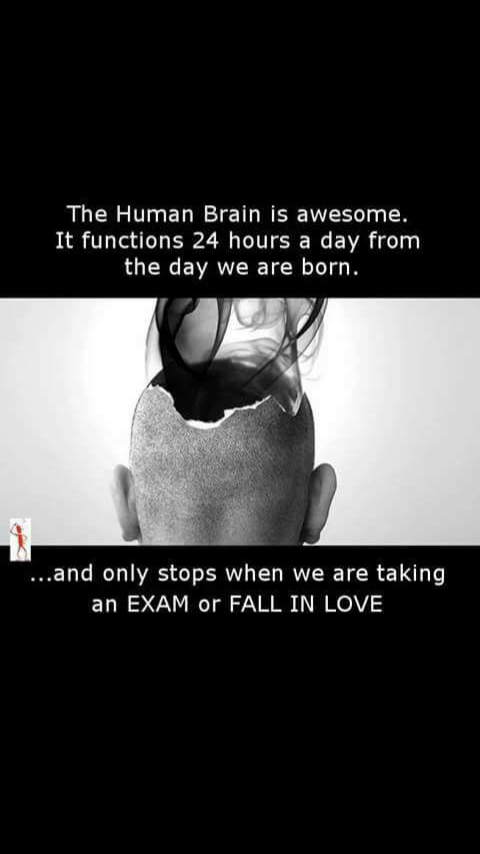 The Human Brain is awesome.
It functions 24 hours a day from
the day we are born.
...and only stops when we are taking
an EXAM or FALL IN LOVE